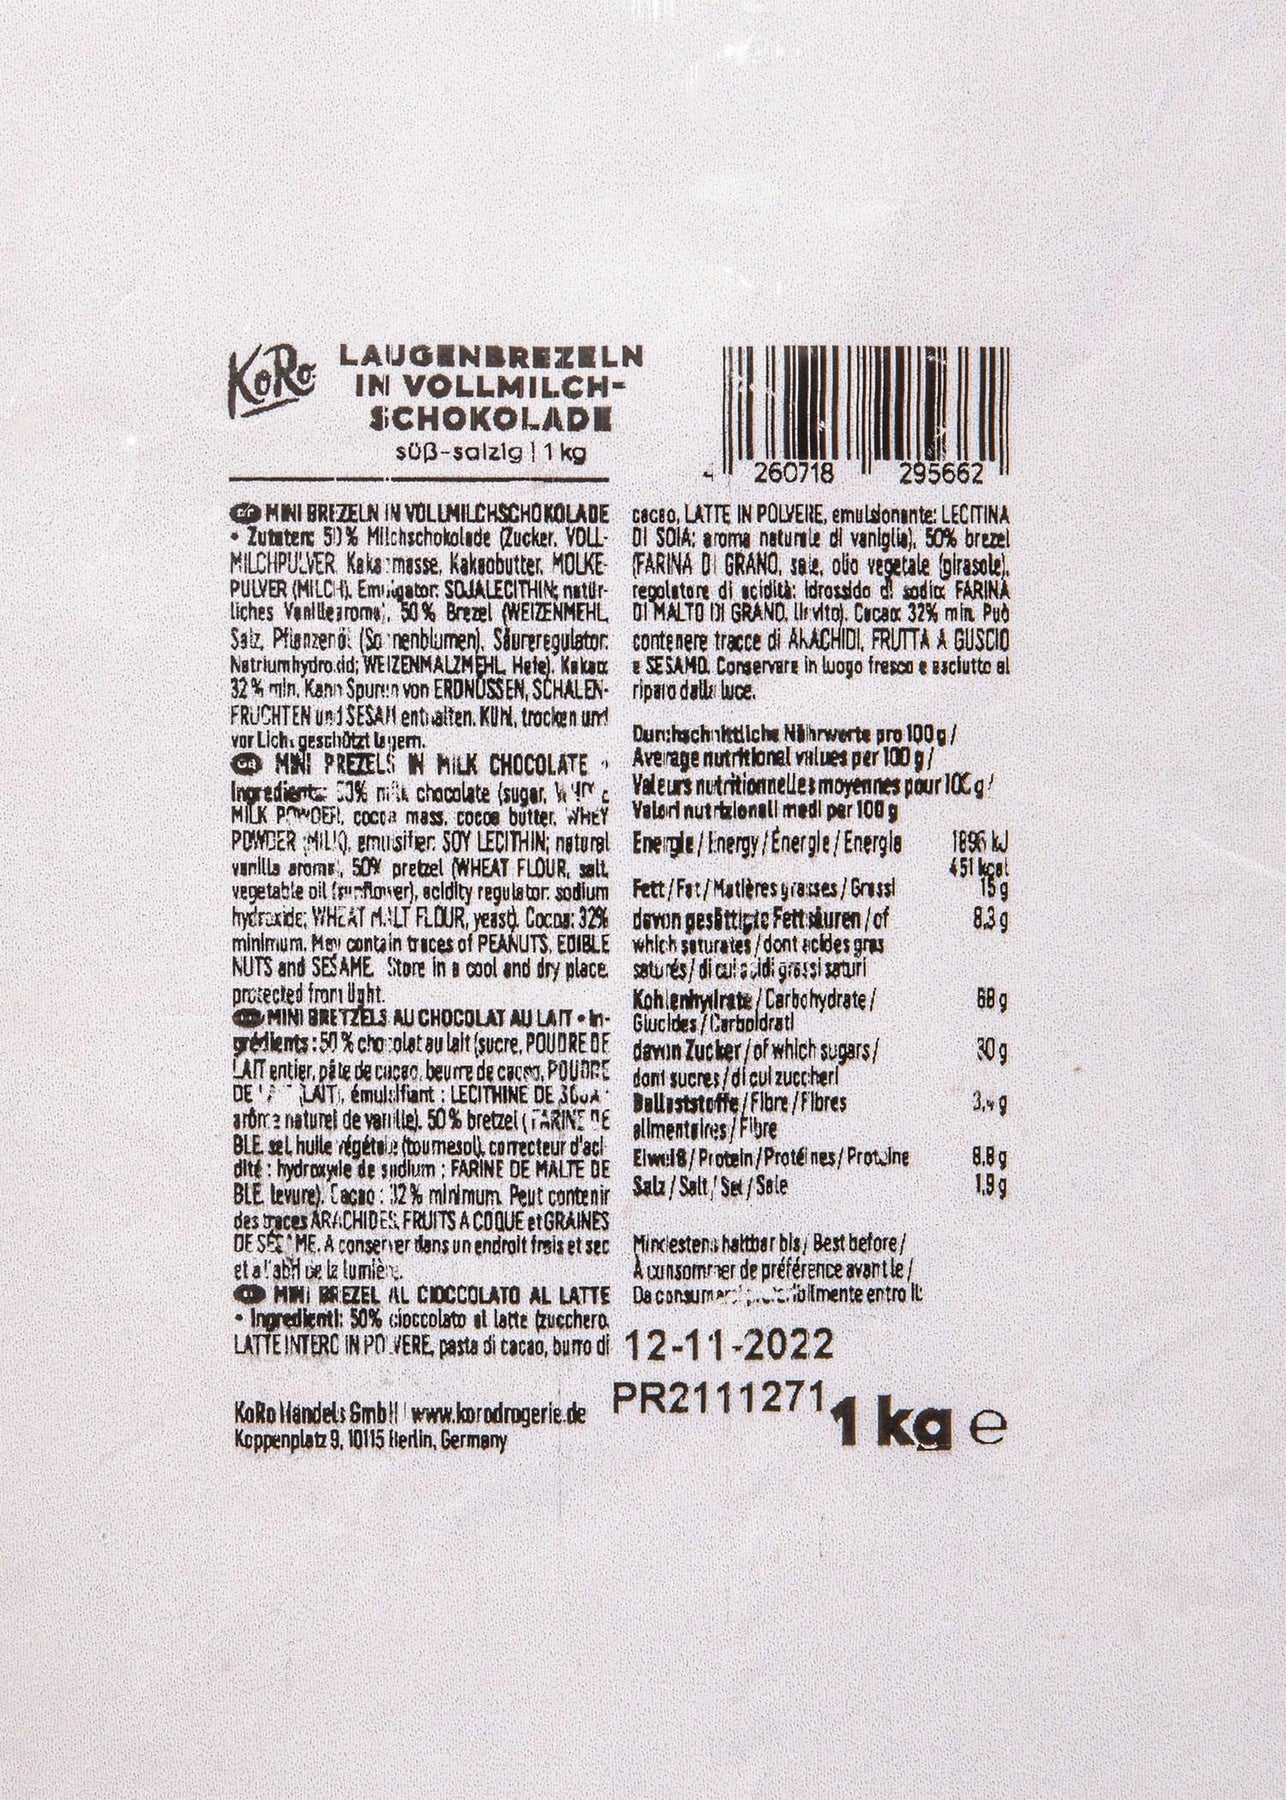 KoRo
LAUGENBREZELN
IN VOLLMILCH-
SCHOKOLADE
süß-salzig | 1 kg
4 260718 295662
MINI BREZELN IN VOLLMILCHSCHOKOLADE
• Zutaten: 50% Milchschokolade (Zucker, VOLL-
MILCHPULVER, Kakaomasse, Kakaobutter, MOLKE-
PULVER (MILCH), Emulgator: SOJALECITHIN; natür-
liches Vanillearoma), 50% Brezel (WEIZENMEHL,
Salz, Pflanzenöl (Sonnenblumen), Säureregulator:
Natriumhydroxid; WEIZENMALZMEHL, Hefe). Kakao:
32% min. Kann Spuren von ERDNÜSSEN, SCHALEN-
FRÜCHTEN und SESAM enthalten. Kühl, trocken und
vor Licht geschützt lagern.
MINI PREZELS IN MILK CHOCOLATE •
Ingredients: 50% milk chocolate (sugar, WHOLE
MILK POWDER, cocoa mass, cocoa butter, WHEY
POWDER (MILK), emulsifier: SOY LECITHIN; natural
vanilla aroma), 50% pretzel (WHEAT FLOUR, salt,
vegetable oil (sunflower), acidity regulator: sodium
hydroxide; WHEAT MALT FLOUR, yeast). Cocoa: 32%
minimum. May contain traces of PEANUTS, EDIBLE
NUTS and SESAME. Store in a cool and dry place,
protected from light.
MINI BRETZELS AU CHOCOLAT AU LAIT • In-
grédients : 50% chocolat au lait (sucre, POUDRE DE
LAIT entier, pâte de cacao, beurre de cacao, POUDRE
DE (LAIT), émulsifiant : LECITHINE DE SOJA
arôme naturel de vanille), 50% bretzel (FARINE DE
BLE, sel, huile végétale (tournesol), correcteur d'aci-
dité : hydroxyde de sodium ; FARINE DE MALTE DE
BLE, levure). Cacao : 32% minimum. Peut contenir
des traces ARACHIDES, FRUITS A COQUE et GRAINES
DE SESAME. A conserver dans un endroit frais et sec
et a l'abri de la lumière.
MINI BREZEL AL CIOCCOLATO AL LATTE
• Ingredienti: 50% cioccolato al latte (zucchero,
LATTE INTERO IN POLVERE, pasta di cacao, burro di
cacao, LATTE IN POLVERE, emulsionante: LECITINA
DI SOIA; aroma naturale di vaniglia), 50% brezel
(FARINA DI GRANO, sale, olio vegetale (girasole),
regolatore di acidità: idrossido di sodio; FARINA
DI MALTO DI GRANO, lievito). Cacao: 32% min. Può
contenere tracce di ARACHIDI, FRUTTA A GUSCIO
e SESAMO. Conservare in luogo fresco e asciutto al
riparo dalla luce.
Durchschnittliche Nährwerte pro 100 g /
Average nutritional values per 100 g /
Valeurs nutritionnelles moyennes pour 100 g /
Valori nutrizionali medi per 100 g
Energie / Energy / Énergie / Energia 1896 kJ
451 kcal
Fett / Fat / Matières grasses / Grassi 15 g
davon gesättigte Fettsäuren / of 8,3 g
which saturates / dont acides gras
saturés / di cui acidi grassi saturi
Kohlenhydrate / Carbohydrate / 68 g
Glucides / Carboidrati
davon Zucker / of which sugars / 30 g
dont sucres / di cui zuccheri
Ballaststoffe / Fibre / Fibres
alimentaires / Fibre
Eiweiß / Protein / Protéines / Proteine 8,8 g
Salz / Salt / Sel / Sale 1,9 g
Mindestens haltbar bis / Best before /
À consommer de préférence avant le /
Da consumarsi preferibilmente entro il:
12-11-2022
PR2111271
1 kg e
KoRo Handels GmbH | www.korodrogerie.de
Koppenplatz 9, 10115 Berlin, Germany